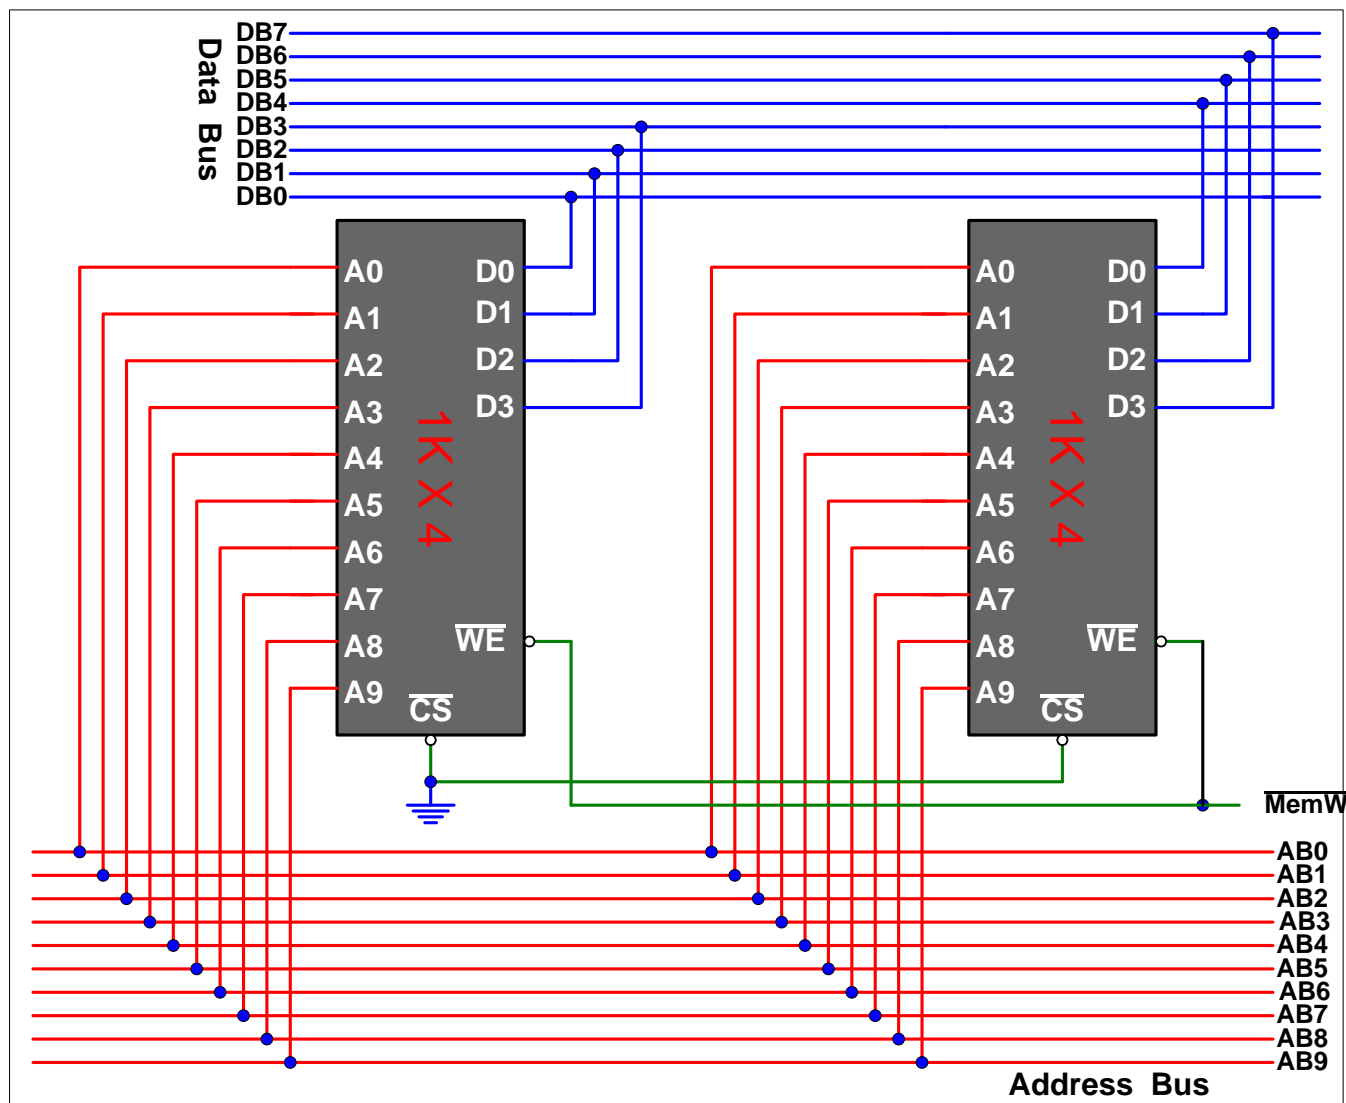 DB7
DB6
DB5
DB4
DB3
DB2
DB1
DB0
Data Bus
A0
A1
A2
A3
A4
A5
A6
A7
A8
A9
D0
D1
D2
D3
1K X 4
WE
CS
A0
A1
A2
A3
A4
A5
A6
A7
A8
A9
D0
D1
D2
D3
1K X 4
WE
CS
MemW
AB0
AB1
AB2
AB3
AB4
AB5
AB6
AB7
AB8
AB9
Address Bus